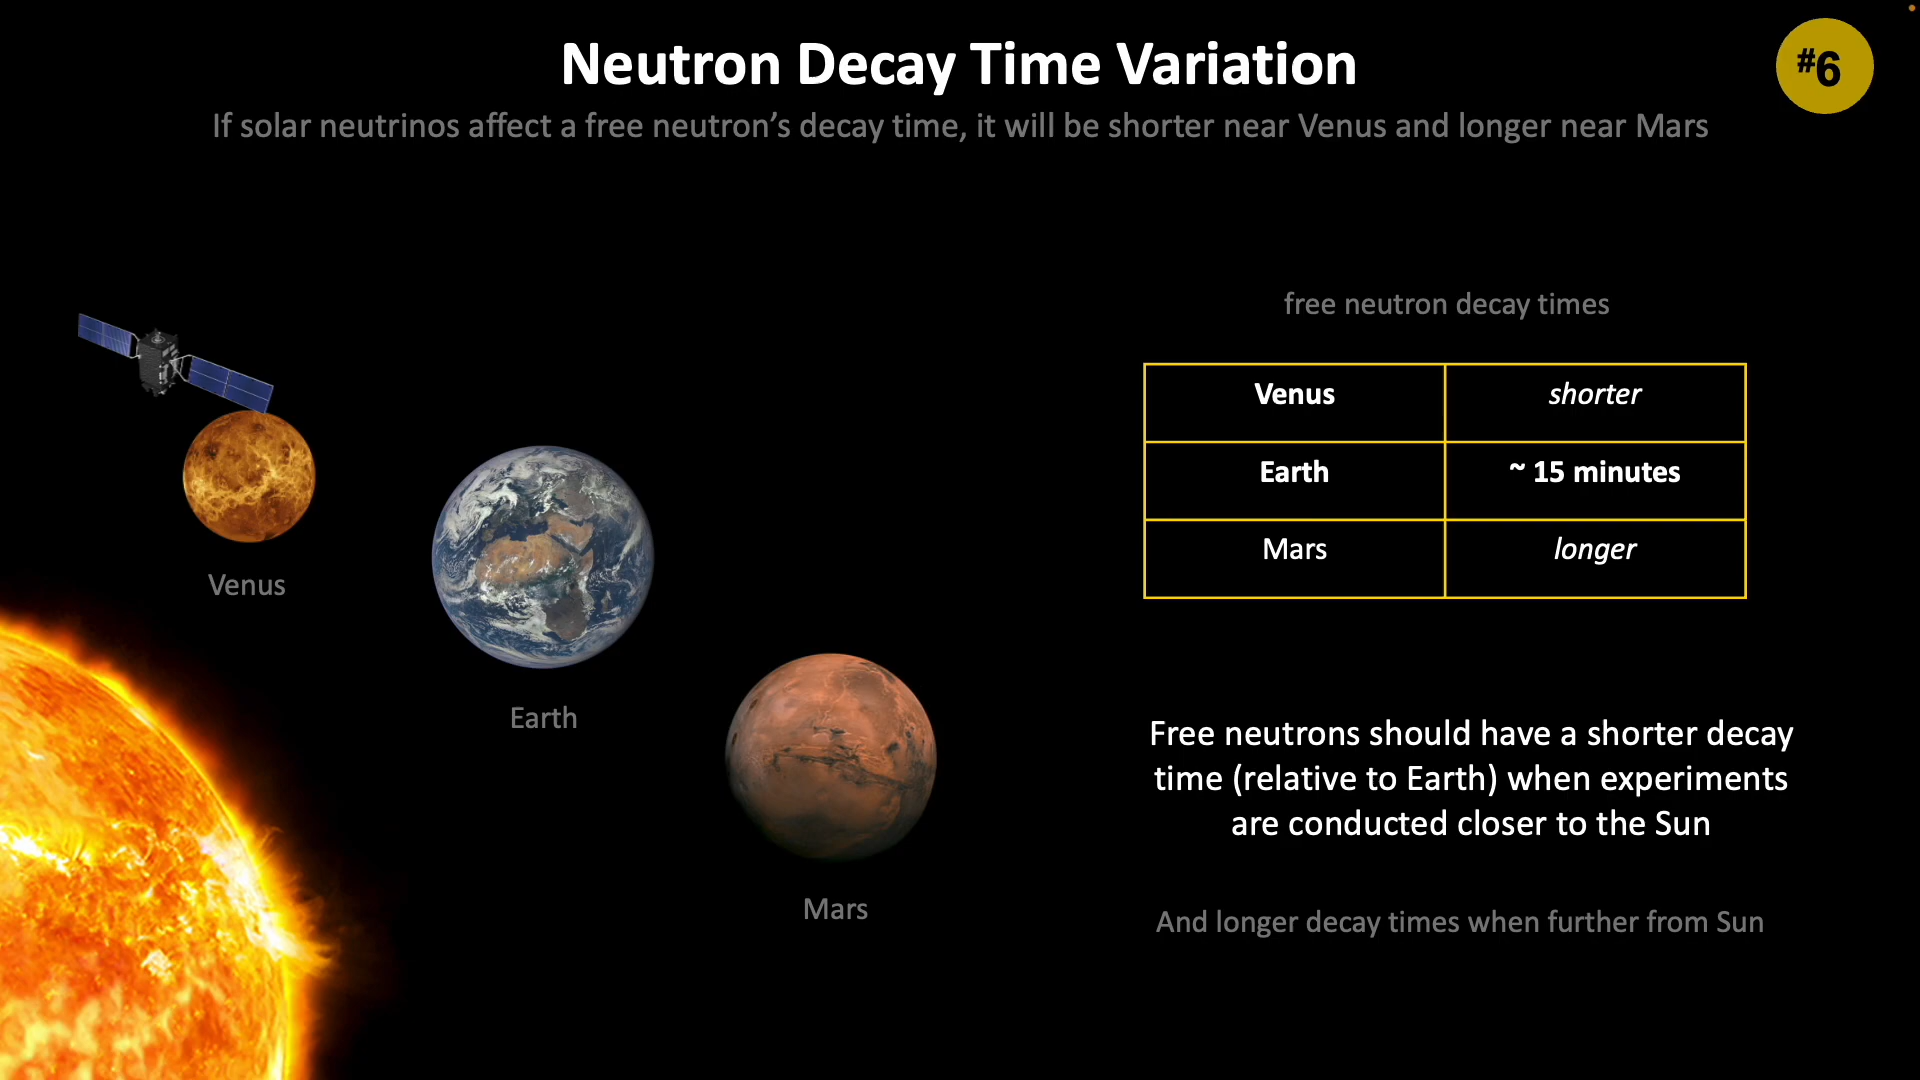 Neutron Decay Time Variation
#6
If solar neutrinos affect a free neutron’s decay time, it will be shorter near Venus and longer near Mars
free neutron decay times
Venus shorter
Earth ~ 15 minutes
Mars longer
Venus
Earth
Mars
Free neutrons should have a shorter decay
time (relative to Earth) when experiments
are conducted closer to the Sun
And longer decay times when further from Sun